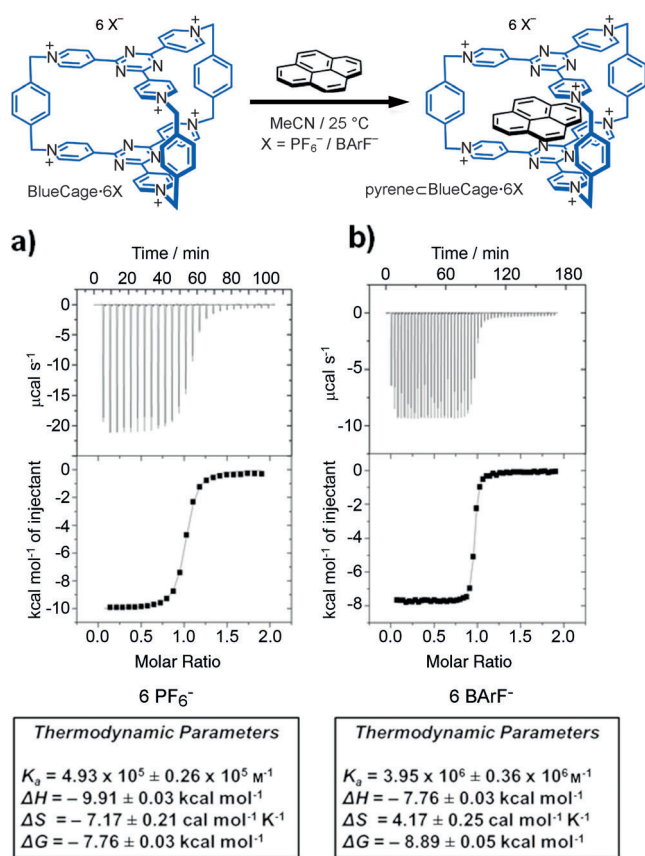 6 X⁻
6 X⁻
MeCN / 25 °C
X = PF₆⁻ / BArF⁻
BlueCage·6X
pyrene⊂BlueCage·6X
a)
Time / min
0 20 40 60 80 100
0
-5
-10
-15
-20
µcal s⁻¹
0
-2
-4
-6
-8
-10
kcal mol⁻¹ of injectant
0.0 0.5 1.0 1.5 2.0
Molar Ratio
6 PF₆⁻
Thermodynamic Parameters
Kₐ = 4.93 x 10⁵ ± 0.26 x 10⁵ M⁻¹
ΔH = − 9.91 ± 0.03 kcal mol⁻¹
ΔS = − 7.17 ± 0.21 cal mol⁻¹ K⁻¹
ΔG = − 7.76 ± 0.03 kcal mol⁻¹
b)
Time / min
0 60 120 180
0
-5
-10
µcal s⁻¹
0
-2
-4
-6
-8
kcal mol⁻¹ of injectant
0.0 0.5 1.0 1.5 2.0
Molar Ratio
6 BArF⁻
Thermodynamic Parameters
Kₐ = 3.95 x 10⁶ ± 0.36 x 10⁶ M⁻¹
ΔH = − 7.76 ± 0.03 kcal mol⁻¹
ΔS = 4.17 ± 0.25 cal mol⁻¹ K⁻¹
ΔG = − 8.89 ± 0.05 kcal mol⁻¹